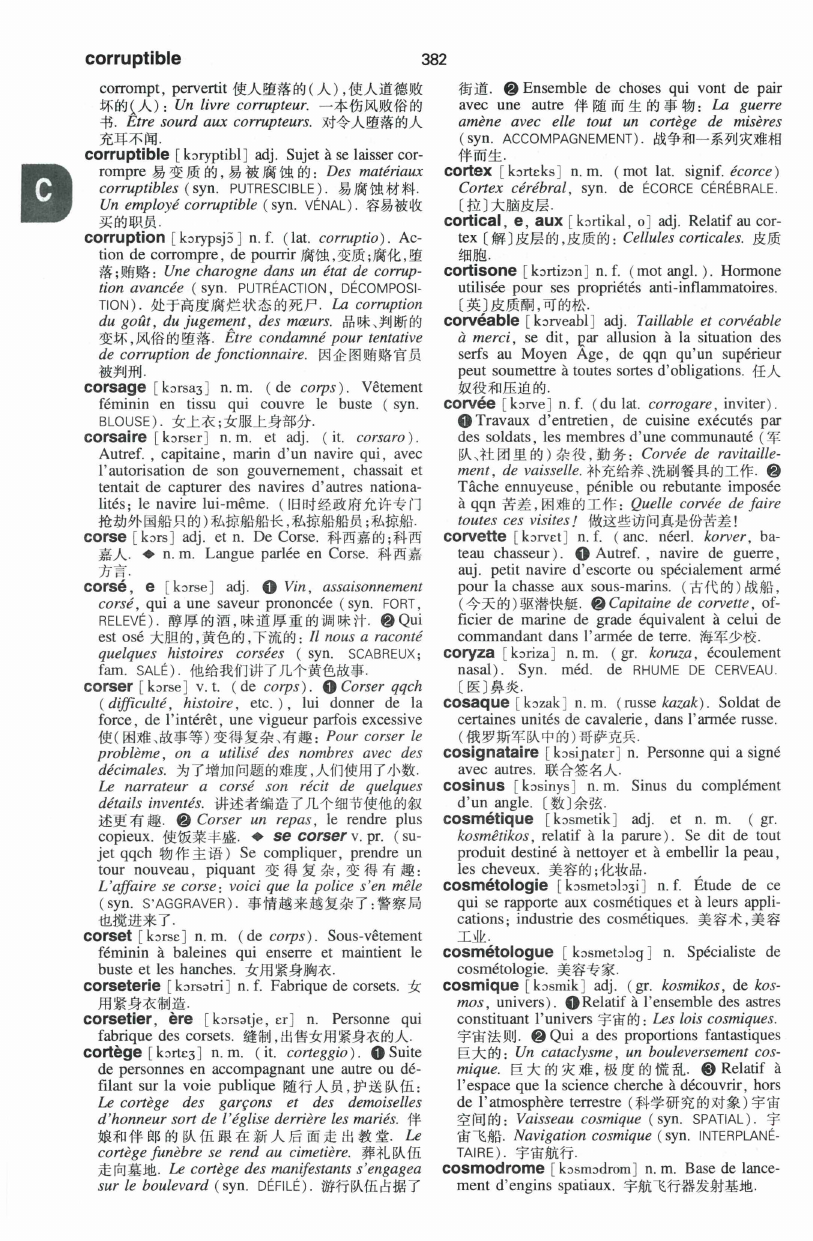 corruptible
382
corrompt, pervertit 使人堕落的(人),使人道德败
坏的(人): Un livre corrupteur. 一本伤风败俗的
书. Être sourd aux corrupteurs. 对令人堕落的人
充耳不闻.
corruptible [kɔryptibl] adj. Sujet à se laisser cor-
rompre 易变质的,易被腐蚀的: Des matériaux
corruptibles (syn. PUTRESCIBLE). 易腐蚀材料.
Un employé corruptible (syn. VÉNAL). 容易被收
买的职员.
corruption [kɔrypsjɔ̃] n.f. (lat. corruptio). Ac-
tion de corrompre, de pourrir 腐蚀,变质;腐化,堕
落;贿赂: Une charogne dans un état de corrup-
tion avancée (syn. PUTRÉACTION, DÉCOMPOSI-
TION). 处于高度腐烂状态的死尸. La corruption
du goût, du jugement, des mœurs. 品味、判断的
变坏,风俗的堕落. Être condamné pour tentative
de corruption de fonctionnaire. 因企图贿赂官员
被判刑.
corsage [kɔrsaʒ] n.m. (de corps). Vêtement
féminin en tissu qui couvre le buste (syn.
BLOUSE). 女上衣;女服上身部分.
corsaire [kɔrsɛr] n.m. et adj. (it. corsaro).
Autref., capitaine, marin d'un navire qui, avec
l'autorisation de son gouvernement, chassait et
tentait de capturer des navires d'autres nationa-
lités; le navire lui-même. (旧时经政府允许专门
抢劫外国船只的)私掠船船长,私掠船船员;私掠船.
corse [kɔrs] adj. et n. De Corse. 科西嘉的;科西
嘉人. ◆ n.m. Langue parlée en Corse. 科西嘉
方言.
corsé, e [kɔrse] adj. ❶ Vin, assaisonnement
corsé, qui a une saveur prononcée (syn. FORT,
RELEVÉ). 醇厚的酒,味道厚重的调味汁. ❷ Qui
est osé 大胆的,黄色的,下流的: Il nous a raconté
quelques histoires corsées (syn. SCABREUX;
fam. SALÉ). 他给我们讲了几个黄色故事.
corser [kɔrse] v.t. (de corps). ❶ Corser qqch
(difficulté, histoire, etc.), lui donner de la
force, de l'intérêt, une vigueur parfois excessive
使(困难、故事等)变得复杂、有趣: Pour corser le
problème, on a utilisé des nombres avec des
décimales. 为了增加问题的难度,人们使用了小数.
Le narrateur a corsé son récit de quelques
détails inventés. 讲述者编造了几个细节使他的叙
述更有趣. ❷ Corser un repas, le rendre plus
copieux. 使饭菜丰盛. ◆ se corser v.pr. (su-
jet qqch 物作主语) Se compliquer, prendre un
tour nouveau, piquant 变得复杂,变得有趣:
L'affaire se corse: voici que la police s'en mêle
(syn. S'AGGRAVER). 事情越来越复杂了:警察局
也搅进来了.
corset [kɔrsɛ] n.m. (de corps). Sous-vêtement
féminin à baleines qui enserre et maintient le
buste et les hanches. 女用紧身胸衣.
corseterie [kɔrsətri] n.f. Fabrique de corsets. 女
用紧身衣制造.
corsetier, ère [kɔrsətje, ɛr] n. Personne qui
fabrique des corsets. 缝制,出售女用紧身衣的人.
cortège [kɔrtɛʒ] n.m. (it. corteggio). ❶ Suite
de personnes en accompagnant une autre ou dé-
filant sur la voie publique 随行人员,护送队伍:
Le cortège des garçons et des demoiselles
d'honneur sort de l'église derrière les mariés. 伴
娘和伴郎的队伍跟在新人后面走出教堂. Le
cortège funèbre se rend au cimetière. 葬礼队伍
走向墓地. Le cortège des manifestants s'engagea
sur le boulevard (syn. DÉFILÉ). 游行队伍占据了
C
街道. ❷ Ensemble de choses qui vont de pair
avec une autre 伴随而生的事物: La guerre
amène avec elle tout un cortège de misères
(syn. ACCOMPAGNEMENT). 战争和一系列灾难相
伴而生.
cortex [kɔrteks] n.m. (mot lat. signif. écorce)
Cortex cérébral, syn. de ÉCORCE CÉRÉBRALE.
〔拉〕大脑皮层.
cortical, e, aux [kɔrtikal, o] adj. Relatif au cor-
tex〔解〕皮层的,皮质的: Cellules corticales. 皮质
细胞.
cortisone [kɔrtizɔn] n.f. (mot angl.). Hormone
utilisée pour ses propriétés anti-inflammatoires.
〔英〕皮质酮,可的松.
corvéable [kɔrveabl] adj. Taillable et corvéable
à merci, se dit, par allusion à la situation des
serfs au Moyen Âge, de qqn qu'un supérieur
peut soumettre à toutes sortes d'obligations. 任人
奴役和压迫的.
corvée [kɔrve] n.f. (du lat. corrogare, inviter).
❶ Travaux d'entretien, de cuisine exécutés par
des soldats, les membres d'une communauté (军
队、社团里的)杂役,勤务: Corvée de ravitaille-
ment, de vaisselle. 补充给养、洗刷餐具的工作. ❷
Tâche ennuyeuse, pénible ou rebutante imposée
à qqn 苦差,困难的工作: Quelle corvée de faire
toutes ces visites! 做这些访问真是份苦差!
corvette [kɔrvɛt] n.f. (anc. néerl. korver, ba-
teau chasseur). ❶ Autref., navire de guerre,
auj. petit navire d'escorte ou spécialement armé
pour la chasse aux sous-marins. (古代的)战船,
(今天的)驱潜快艇. ❷ Capitaine de corvette, of-
ficier de marine de grade équivalent à celui de
commandant dans l'armée de terre. 海军少校.
coryza [kɔriza] n.m. (gr. koruza, écoulement
nasal). Syn. méd. de RHUME DE CERVEAU.
〔医〕鼻炎.
cosaque [kɔzak] n.m. (russe kazak). Soldat de
certaines unités de cavalerie, dans l'armée russe.
(俄罗斯军队中的)哥萨克兵.
cosignataire [kɔsiɲatɛr] n. Personne qui a signé
avec autres. 联合签名人.
cosinus [kɔsinys] n.m. Sinus du complément
d'un angle.〔数〕余弦.
cosmétique [kɔsmetik] adj. et n.m. (gr.
kosmêtikos, relatif à la parure). Se dit de tout
produit destiné à nettoyer et à embellir la peau,
les cheveux. 美容的;化妆品.
cosmétologie [kɔsmetɔlɔʒi] n.f. Étude de ce
qui se rapporte aux cosmétiques et à leurs appli-
cations; industrie des cosmétiques. 美容术,美容
工业.
cosmétologue [kɔsmetɔlɔg] n. Spécialiste de
cosmétologie. 美容专家.
cosmique [kɔsmik] adj. (gr. kosmikos, de kos-
mos, univers). ❶ Relatif à l'ensemble des astres
constituant l'univers 宇宙的: Les lois cosmiques.
宇宙法则. ❷ Qui a des proportions fantastiques
巨大的: Un cataclysme, un bouleversement cos-
mique. 巨大的灾难,极度的慌乱. ❸ Relatif à
l'espace que la science cherche à découvrir, hors
de l'atmosphère terrestre (科学研究的对象)宇宙
空间的: Vaisseau cosmique (syn. SPATIAL). 宇
宙飞船. Navigation cosmique (syn. INTERPLANÉ-
TAIRE). 宇宙航行.
cosmodrome [kɔsmɔdrom] n.m. Base de lance-
ment d'engins spatiaux. 宇航飞行器发射基地.